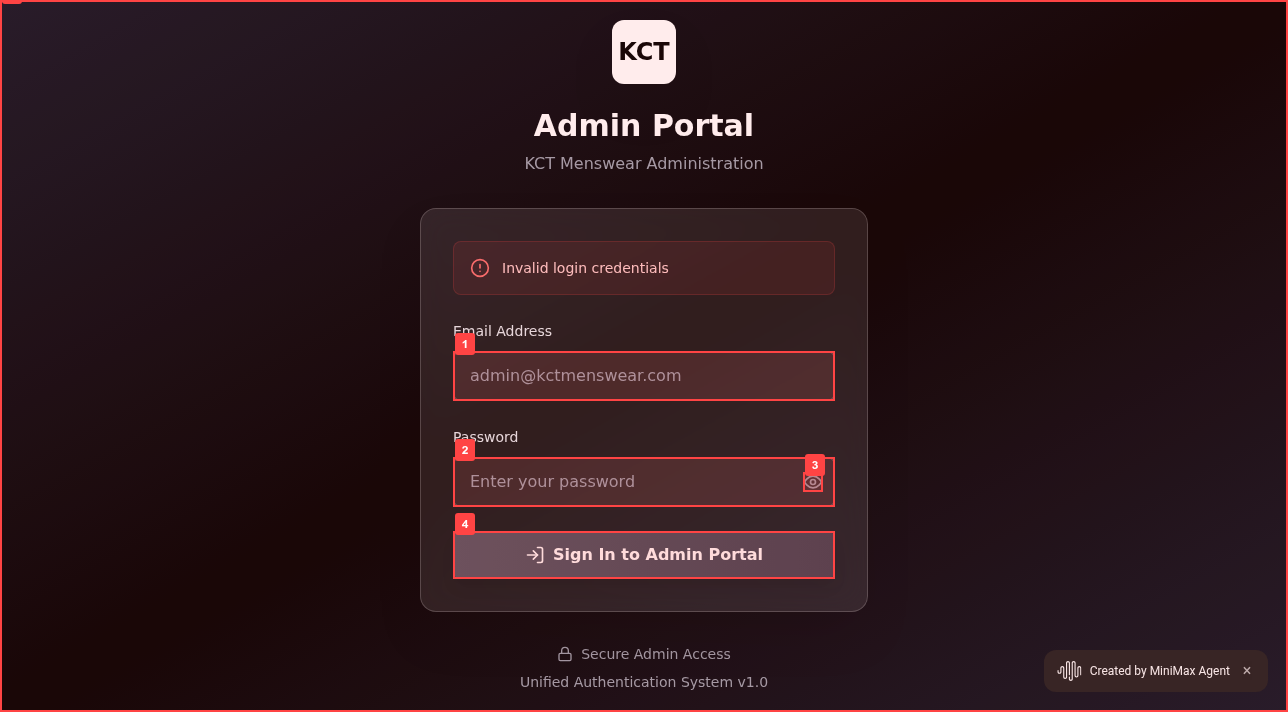 KCT
Admin Portal
KCT Menswear Administration
Invalid login credentials
Email Address
1
admin@kctmenswear.com
Password
2
3
Enter your password
4
Sign In to Admin Portal
Secure Admin Access
Unified Authentication System v1.0
Created by MiniMax Agent ×